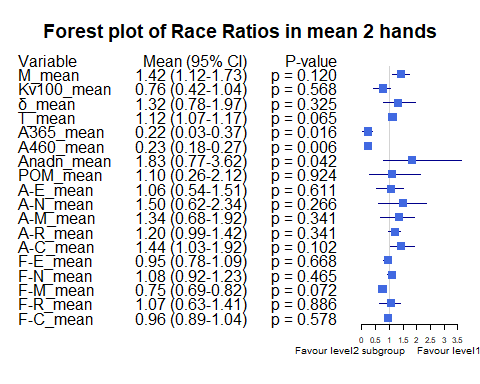 Forest plot of Race Ratios in mean 2 hands
Variable Mean (95% CI) P-value
M_mean 1.42 (1.12-1.73) p = 0.120
Kv100_mean 0.76 (0.42-1.04) p = 0.568
δ_mean 1.32 (0.78-1.97) p = 0.325
T_mean 1.12 (1.07-1.17) p = 0.065
A365_mean 0.22 (0.03-0.37) p = 0.016
A460_mean 0.23 (0.18-0.27) p = 0.006
Anadn_mean 1.83 (0.77-3.62) p = 0.042
POM_mean 1.10 (0.26-2.12) p = 0.924
A-E_mean 1.06 (0.54-1.51) p = 0.611
A-N_mean 1.50 (0.62-2.34) p = 0.266
A-M_mean 1.34 (0.68-1.92) p = 0.341
A-R_mean 1.20 (0.99-1.42) p = 0.341
A-C_mean 1.44 (1.03-1.92) p = 0.102
F-E_mean 0.95 (0.78-1.09) p = 0.668
F-N_mean 1.08 (0.92-1.23) p = 0.465
F-M_mean 0.75 (0.69-0.82) p = 0.072
F-R_mean 1.07 (0.63-1.41) p = 0.886
F-C_mean 0.96 (0.89-1.04) p = 0.578
0 0.5 1 1.5 2 2.5 3 3.5
Favour level2 subgroup Favour level1